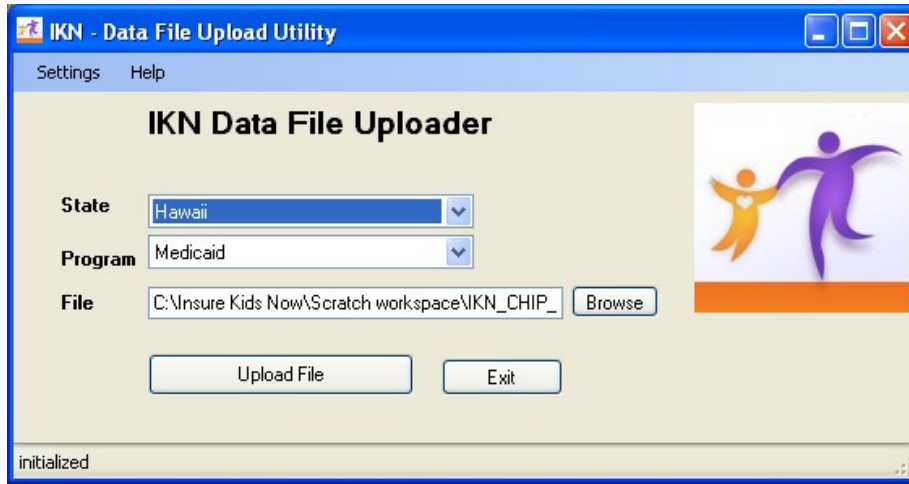 IKN - Data File Upload Utility
Settings Help
IKN Data File Uploader
State Hawaii
Program Medicaid
File C:\Insure Kids Now\Scratch workspace\IKN_CHIP_ Browse
Upload File Exit
initialized